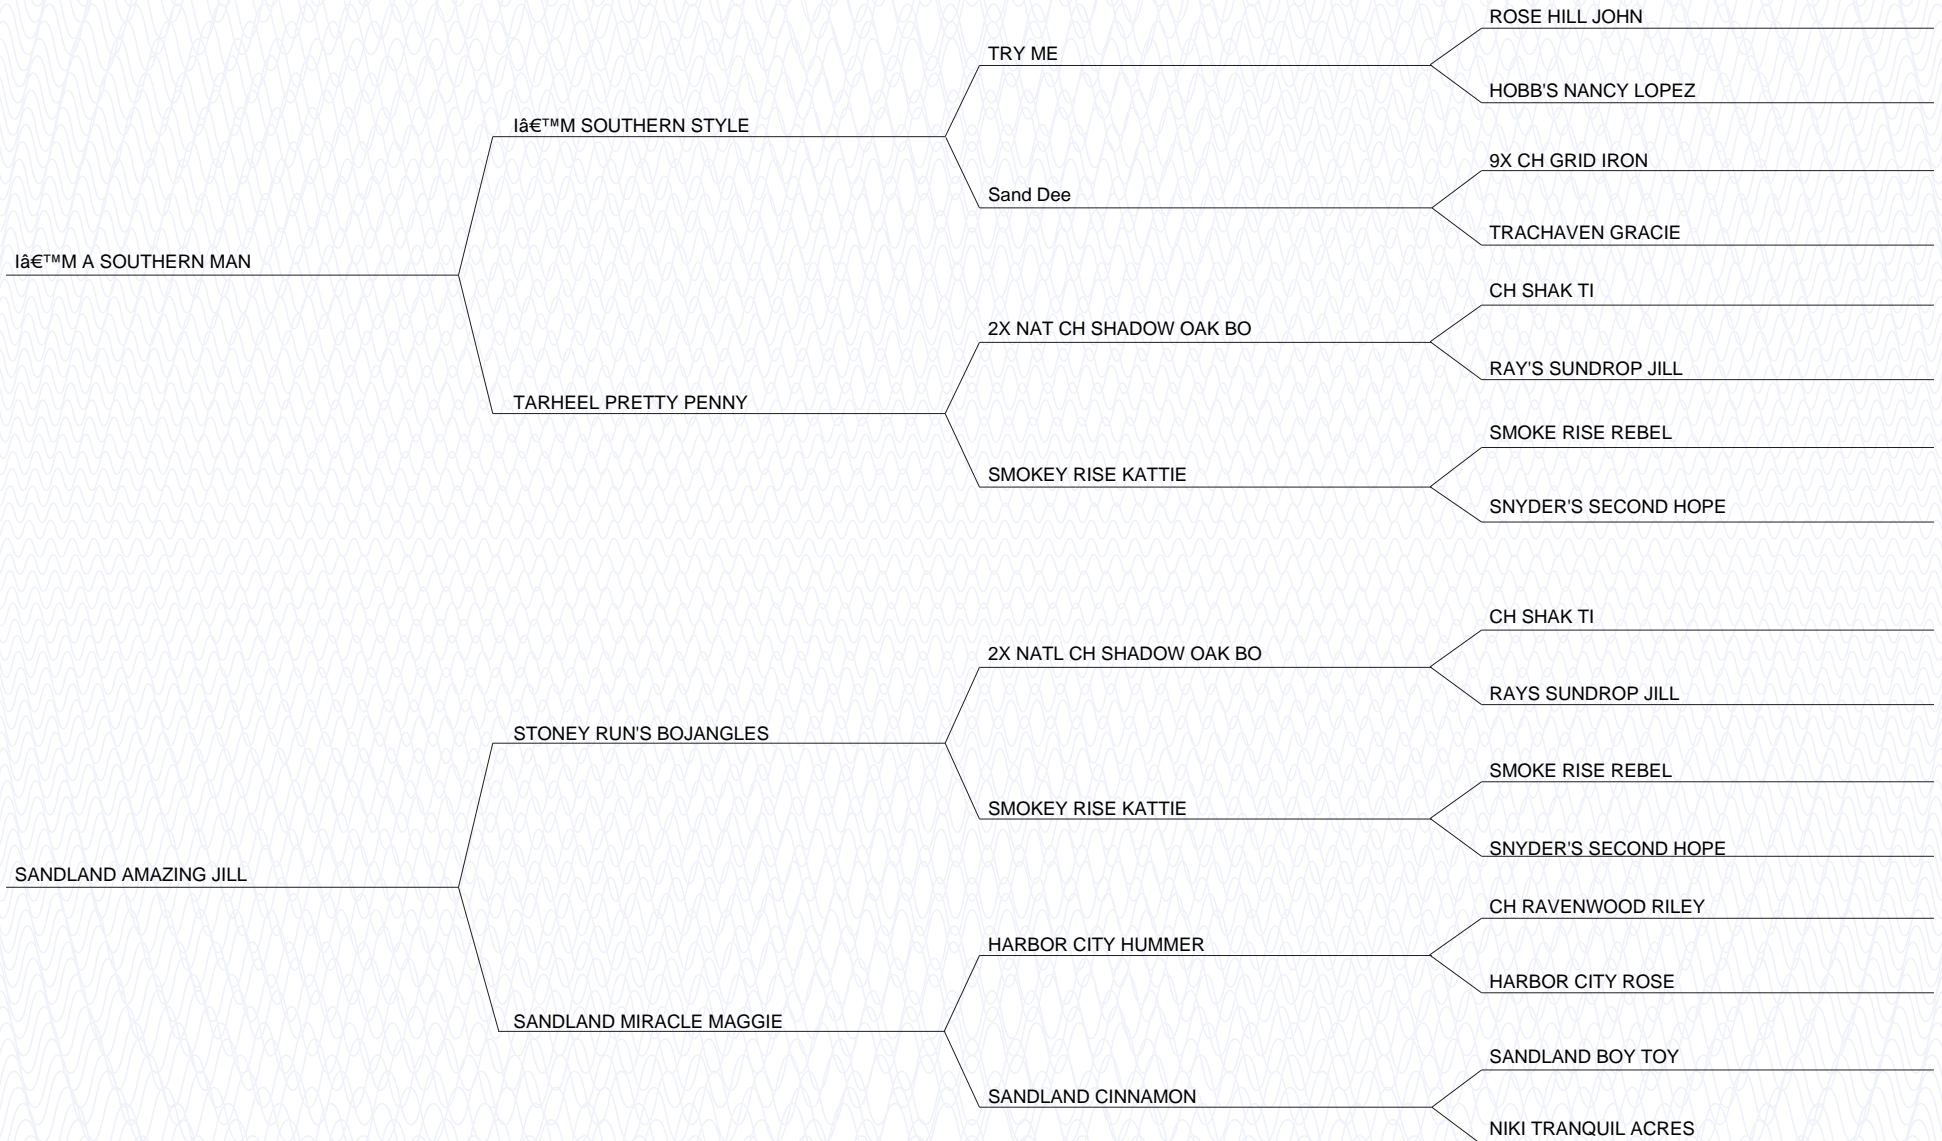 ROSE HILL JOHN
TRY ME
HOBB'S NANCY LOPEZ
Iâ€™M SOUTHERN STYLE
9X CH GRID IRON
Sand Dee
TRACHAVEN GRACIE
Iâ€™M A SOUTHERN MAN
CH SHAK TI
2X NAT CH SHADOW OAK BO
RAY'S SUNDROP JILL
TARHEEL PRETTY PENNY
SMOKE RISE REBEL
SMOKEY RISE KATTIE
SNYDER'S SECOND HOPE
CH SHAK TI
2X NATL CH SHADOW OAK BO
RAYS SUNDROP JILL
STONEY RUN'S BOJANGLES
SMOKE RISE REBEL
SMOKEY RISE KATTIE
SNYDER'S SECOND HOPE
SANDLAND AMAZING JILL
CH RAVENWOOD RILEY
HARBOR CITY HUMMER
HARBOR CITY ROSE
SANDLAND MIRACLE MAGGIE
SANDLAND BOY TOY
SANDLAND CINNAMON
NIKI TRANQUIL ACRES